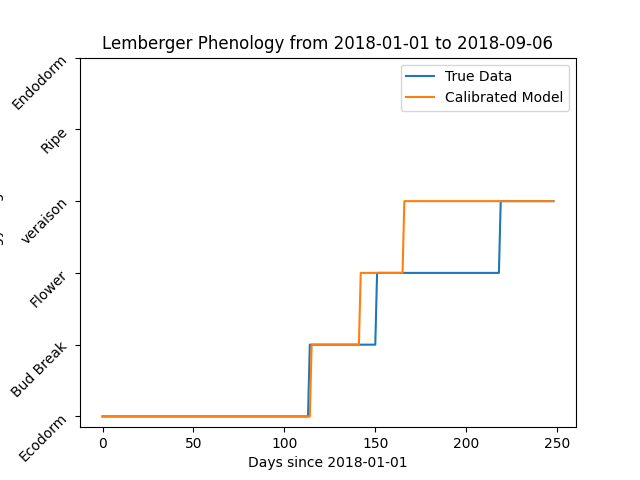 Lemberger Phenology from 2018-01-01 to 2018-09-06
True Data
Calibrated Model
Endodorm
Ripe
veraison
Flower
Bud Break
Ecodorm
0 50 100 150 200 250
Days since 2018-01-01